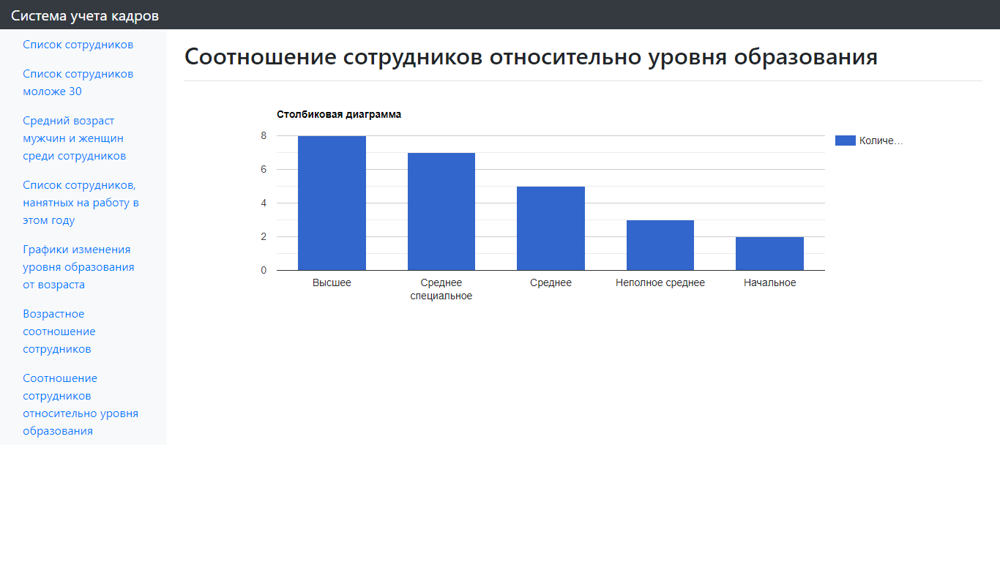 Система учета кадров
Список сотрудников
Список сотрудников
моложе 30
Средний возраст
мужчин и женщин
среди сотрудников
Список сотрудников,
нанятых на работу в
этом году
Графики изменения
уровня образования
от возраста
Возрастное
соотношение
сотрудников
Соотношение
сотрудников
относительно уровня
образования
Соотношение сотрудников относительно уровня образования
Столбиковая диаграмма
8
6
4
2
0
Высшее
Среднее
специальное
Среднее
Неполное среднее
Начальное
Количе...